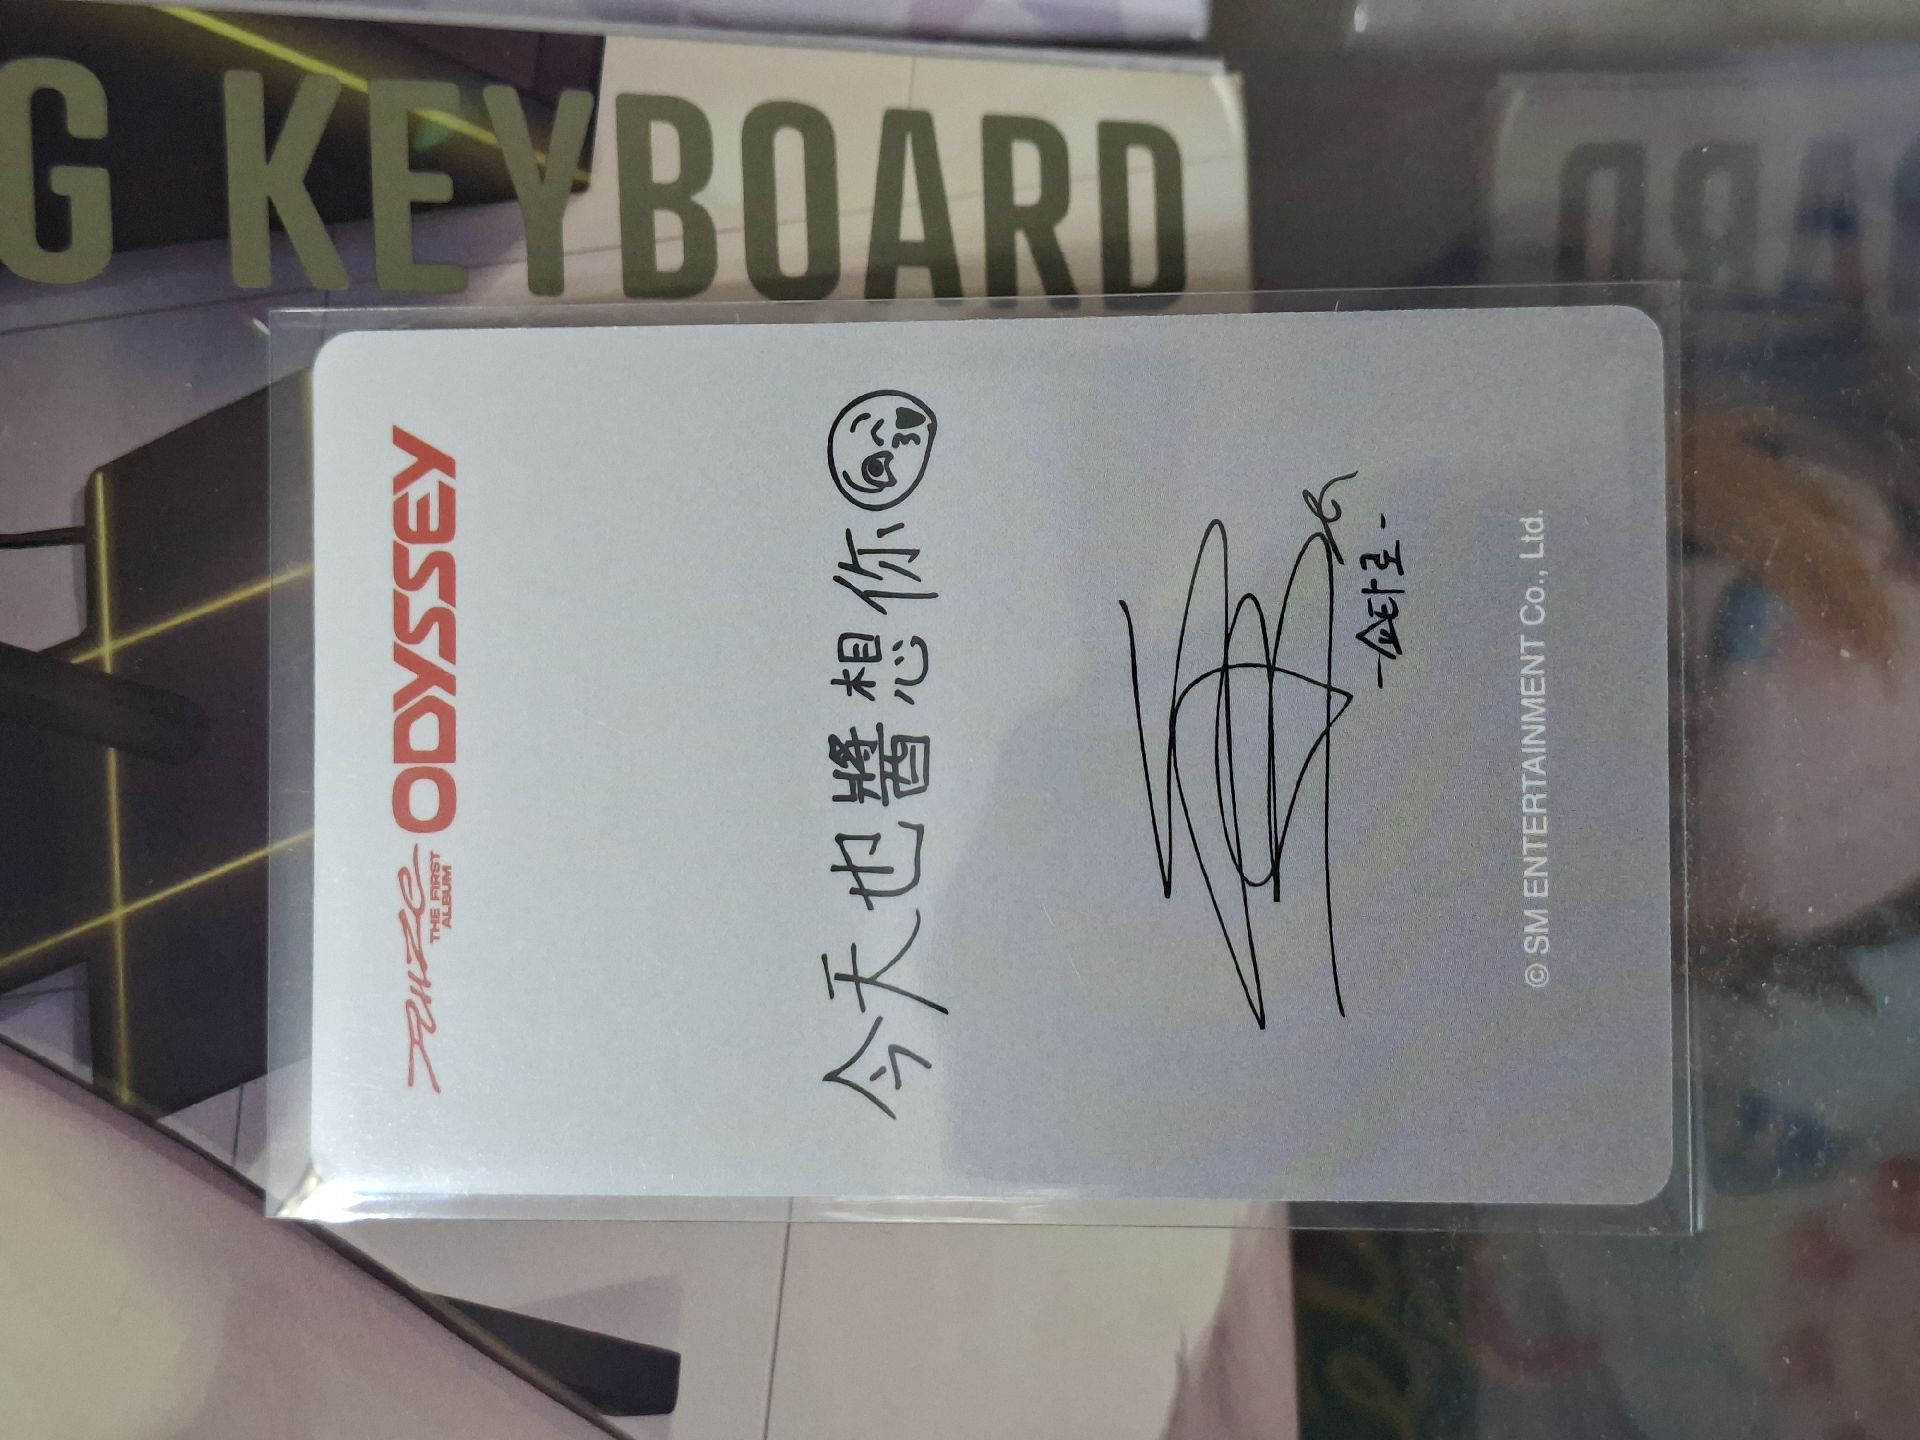 G KEYBOARD
RIIZE THE FIRST ALBUM ODYSSEY
今天也醬想你
-쇼타로-
© SM ENTERTAINMENT Co., Ltd.